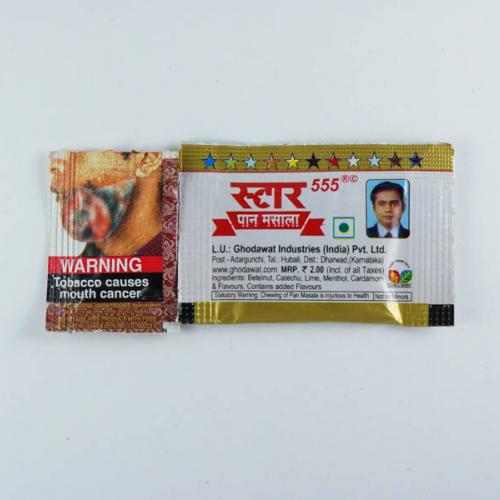 WARNING
Tobacco causes
mouth cancer
स्टार 555 ®©
पान मसाला
L.U.: Ghodawat Industries (India) Pvt. Ltd.
Post - Adargunchi, Tal.: Hubali, Dist.: Dharwad,(Karnataka)
www.ghodawat.com MRP. ₹ 2.00 (Incl. of all Taxes)
Ingredients: Betelnut, Catechu, Lime, Menthol, Cardamom
& Flavours. Contains added Flavours
Statutory Warning: Chewing of Pan Masala is injurious to Health.
Not for Minors